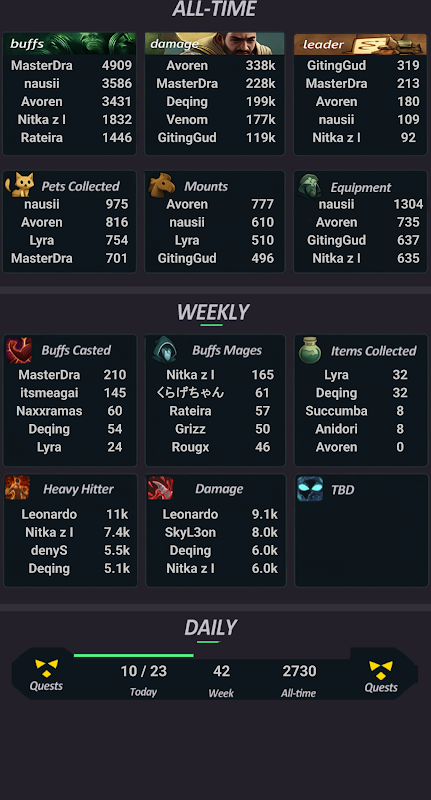 ALL-TIME
buffs damage leader
MasterDra 4909 Avoren 338k GitingGud 319
nausii 3586 MasterDra 228k MasterDra 213
Avoren 3431 Deqing 199k Avoren 180
Nitka z l 1832 Venom 177k nausii 109
Rateira 1446 GitingGud 119k Nitka z l 92
Pets Collected Mounts Equipment
nausii 975 Avoren 777 nausii 1304
Avoren 816 nausii 610 Avoren 735
Lyra 754 Lyra 510 GitingGud 637
MasterDra 701 GitingGud 496 Nitka z l 635
WEEKLY
Buffs Casted Buffs Mages Items Collected
MasterDra 210 Nitka z l 165 Lyra 32
itsmeagai 145 くらげちゃん 61 Deqing 32
Naxxramas 60 Rateira 57 Succumba 8
Deqing 54 Grizz 50 Anidori 8
Lyra 24 Rougx 46 Avoren 0
Heavy Hitter Damage TBD
Leonardo 11k Leonardo 9.1k
Nitka z l 7.4k SkyL3on 8.0k
denyS 5.5k Deqing 6.0k
Deqing 5.1k Nitka z l 6.0k
DAILY
10 / 23 42 2730
Quests Today Week All-time Quests